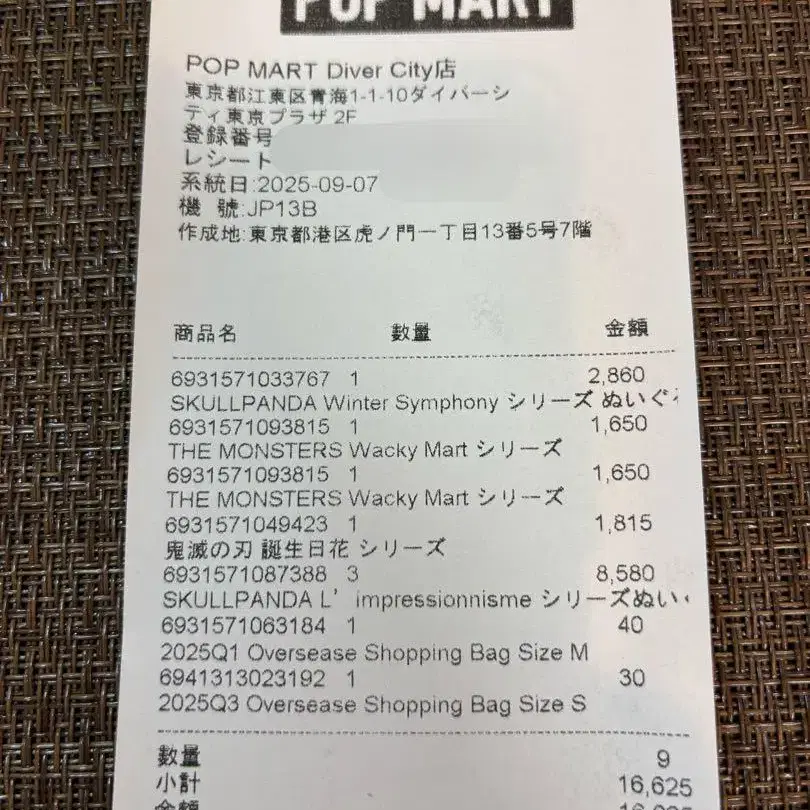 POP MART
POP MART Diver City店
東京都江東区青海1-1-10ダイバーシ
ティ東京プラザ 2F
登録番号
レシート
系統日:2025-09-07
機 號:JP13B
作成地:東京都港区虎ノ門一丁目13番5号7階
商品名 數量 金額
6931571033767 1 2,860
SKULLPANDA Winter Symphony シリーズ ぬいぐ
6931571093815 1 1,650
THE MONSTERS Wacky Mart シリーズ
6931571093815 1 1,650
THE MONSTERS Wacky Mart シリーズ
6931571049423 1 1,815
鬼滅の刃 誕生日花 シリーズ
6931571087388 3 8,580
SKULLPANDA L'impressionnisme シリーズぬい
6931571063184 1 40
2025Q1 Oversease Shopping Bag Size M
6941313023192 1 30
2025Q3 Oversease Shopping Bag Size S
數量 9
小計 16,625